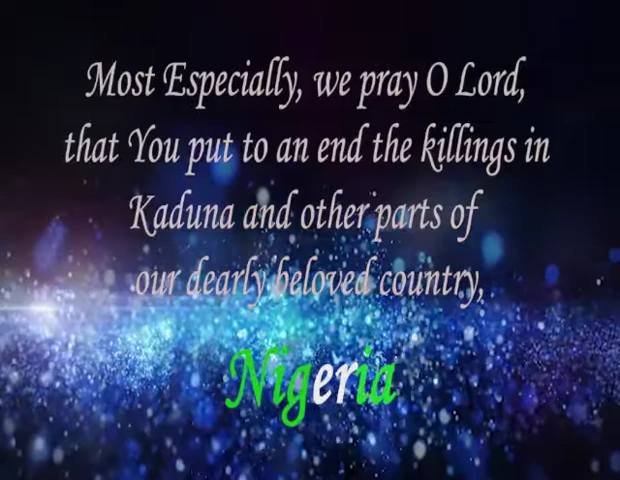 Most Especially, we pray O Lord,
that You put to an end the killings in
Kaduna and other parts of
our dearly beloved country,
Nigeria